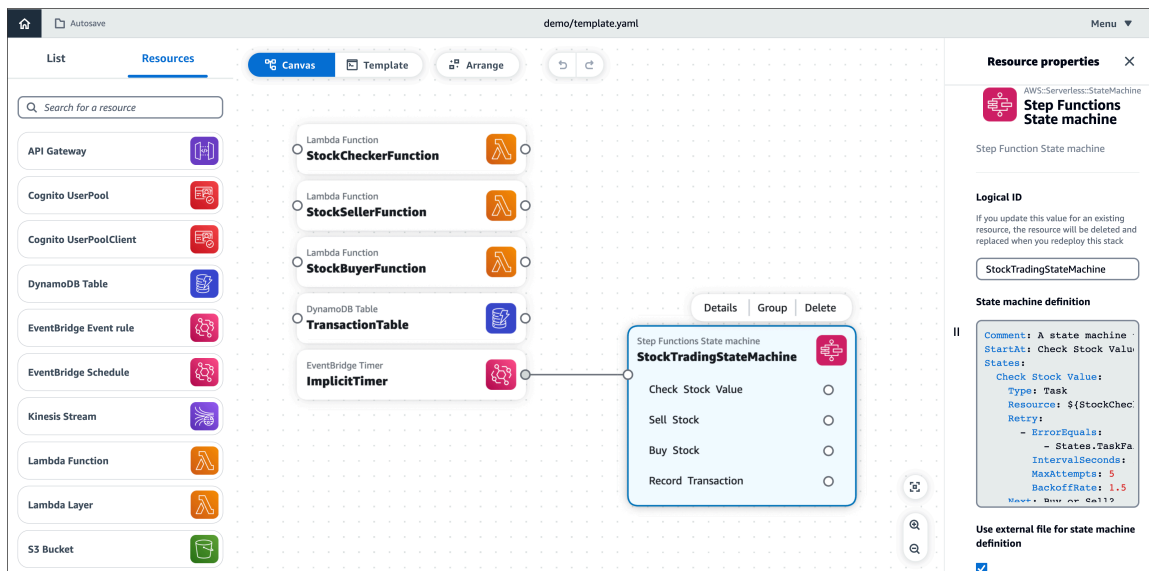 Autosave
demo/template.yaml
Menu
List
Resources
Search for a resource
API Gateway
Cognito UserPool
Cognito UserPoolClient
DynamoDB Table
EventBridge Event rule
EventBridge Schedule
Kinesis Stream
Lambda Function
Lambda Layer
S3 Bucket
Canvas
Template
Arrange
Lambda Function
StockCheckerFunction
Lambda Function
StockSellerFunction
Lambda Function
StockBuyerFunction
DynamoDB Table
TransactionTable
EventBridge Timer
ImplicitTimer
Details
Group
Delete
Step Functions State machine
StockTradingStateMachine
Check Stock Value
Sell Stock
Buy Stock
Record Transaction
Resource properties
AWS::Serverless::StateMachine
Step Functions
State machine
Step Function State machine
Logical ID
If you update this value for an existing
resource, the resource will be deleted and
replaced when you redeploy this stack
StockTradingStateMachine
State machine definition
Comment: A state machine
StartAt: Check Stock Valu
States:
Check Stock Value:
Type: Task
Resource: ${StockChec
Retry:
- ErrorEquals:
- States.TaskFa
IntervalSeconds:
MaxAttempts: 5
BackoffRate: 1.5
Next: Buy or Sell?
Use external file for state machine
definition